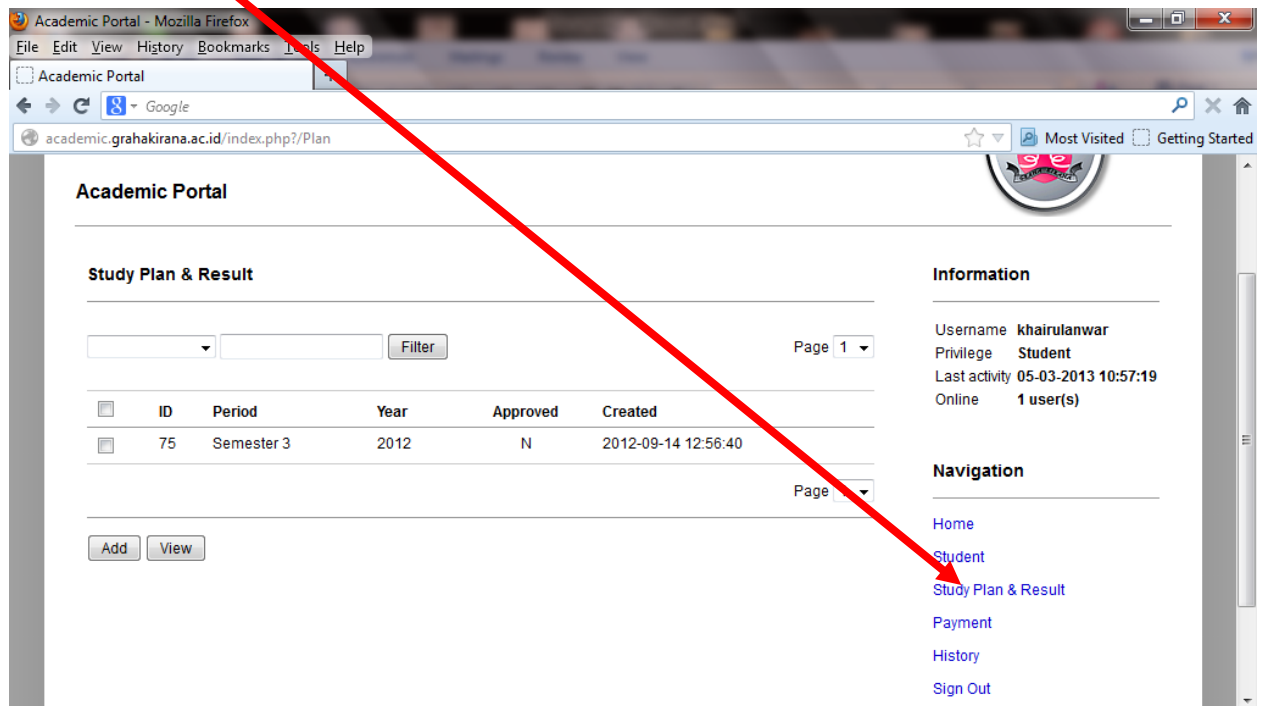 Academic Portal - Mozilla Firefox
File Edit View History Bookmarks Tools Help
Academic Portal
Google
academic.grahakirana.ac.id/index.php?/Plan
Most Visited Getting Started
Academic Portal
Study Plan & Result
Filter
Page 1
ID Period Year Approved Created
75 Semester 3 2012 N 2012-09-14 12:56:40
Page
Add View
Information
Username khairulanwar
Privilege Student
Last activity 05-03-2013 10:57:19
Online 1 user(s)
Navigation
Home
Student
Study Plan & Result
Payment
History
Sign Out